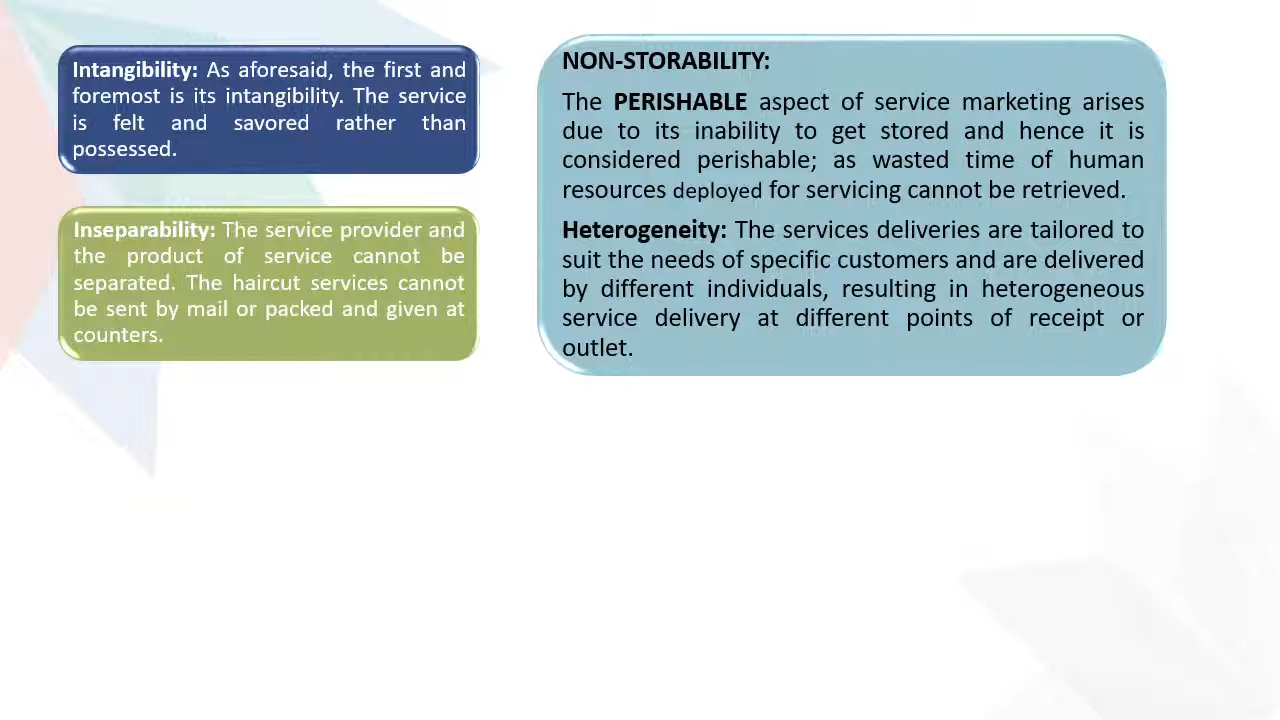 Intangibility: As aforesaid, the first and
foremost is its intangibility. The service
is felt and savored rather than
possessed.
Inseparability: The service provider and
the product of service cannot be
separated. The haircut services cannot
be sent by mail or packed and given at
counters.
NON-STORABILITY:
The PERISHABLE aspect of service marketing arises
due to its inability to get stored and hence it is
considered perishable; as wasted time of human
resources deployed for servicing cannot be retrieved.
Heterogeneity: The services deliveries are tailored to
suit the needs of specific customers and are delivered
by different individuals, resulting in heterogeneous
service delivery at different points of receipt or
outlet.